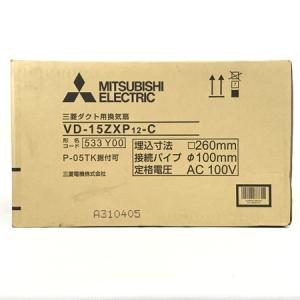 MITSUBISHI
ELECTRIC
三菱ダクト用換気扇
VD-15ZXP12-C
形名コード 533 Y00
P-05TK据付可
三菱電機株式会社
埋込寸法 □260mm
接続パイプ φ100mm
定格電圧 AC 100V
A310405